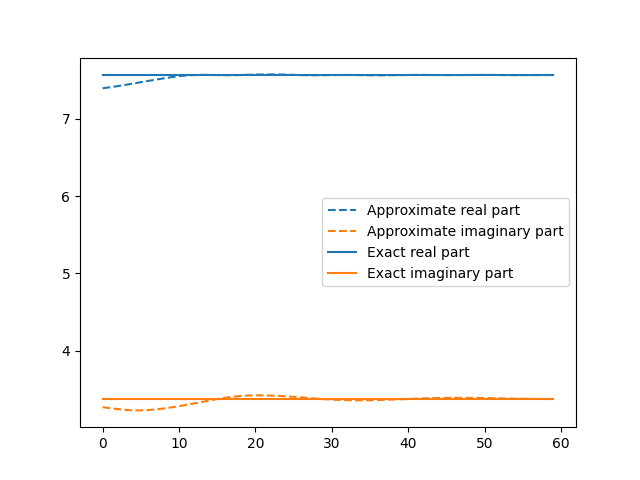 7
6
5
4
Approximate real part
Approximate imaginary part
Exact real part
Exact imaginary part
0 10 20 30 40 50 60